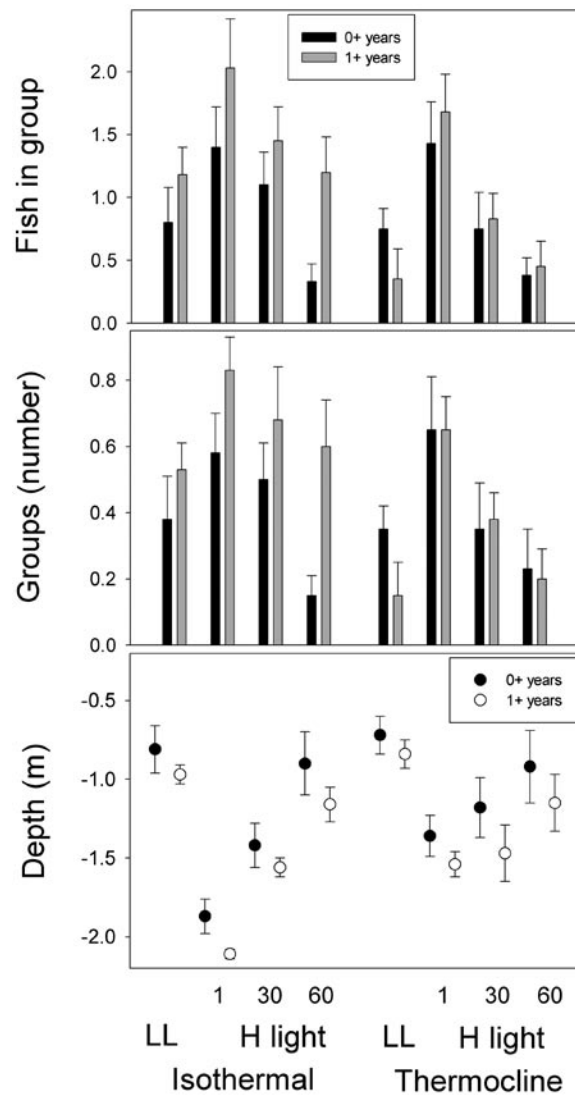 0+ years
1+ years
Fish in group
2.0
1.5
1.0
0.5
0.0
Groups (number)
0.8
0.6
0.4
0.2
0.0
0+ years
1+ years
Depth (m)
-0.5
-1.0
-1.5
-2.0
1 30 60 1 30 60
LL H light LL H light
Isothermal Thermocline